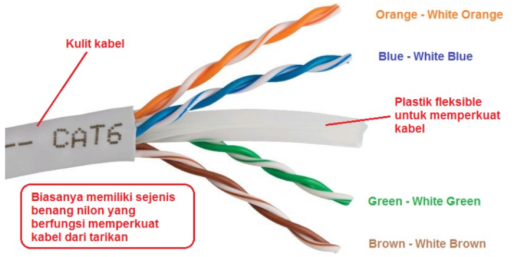 Orange - White Orange
Kulit kabel
Blue - White Blue
Plastik fleksible
untuk memperkuat
kabel
-- CAT6
Biasanya memiliki sejenis
benang nilon yang
berfungsi memperkuat
kabel dari tarikan
Green - White Green
Brown - White Brown